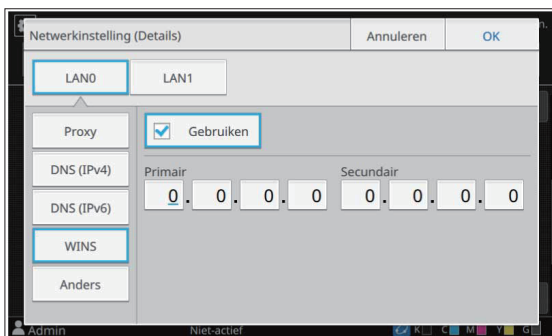 Netwerkinstelling (Details) Annuleren OK
LAN0 LAN1
Proxy Gebruiken
DNS (IPv4) Primair Secundair
DNS (IPv6) 0 . 0 . 0 . 0 0 . 0 . 0 . 0
WINS
Anders
Admin Niet-actief K C M Y G